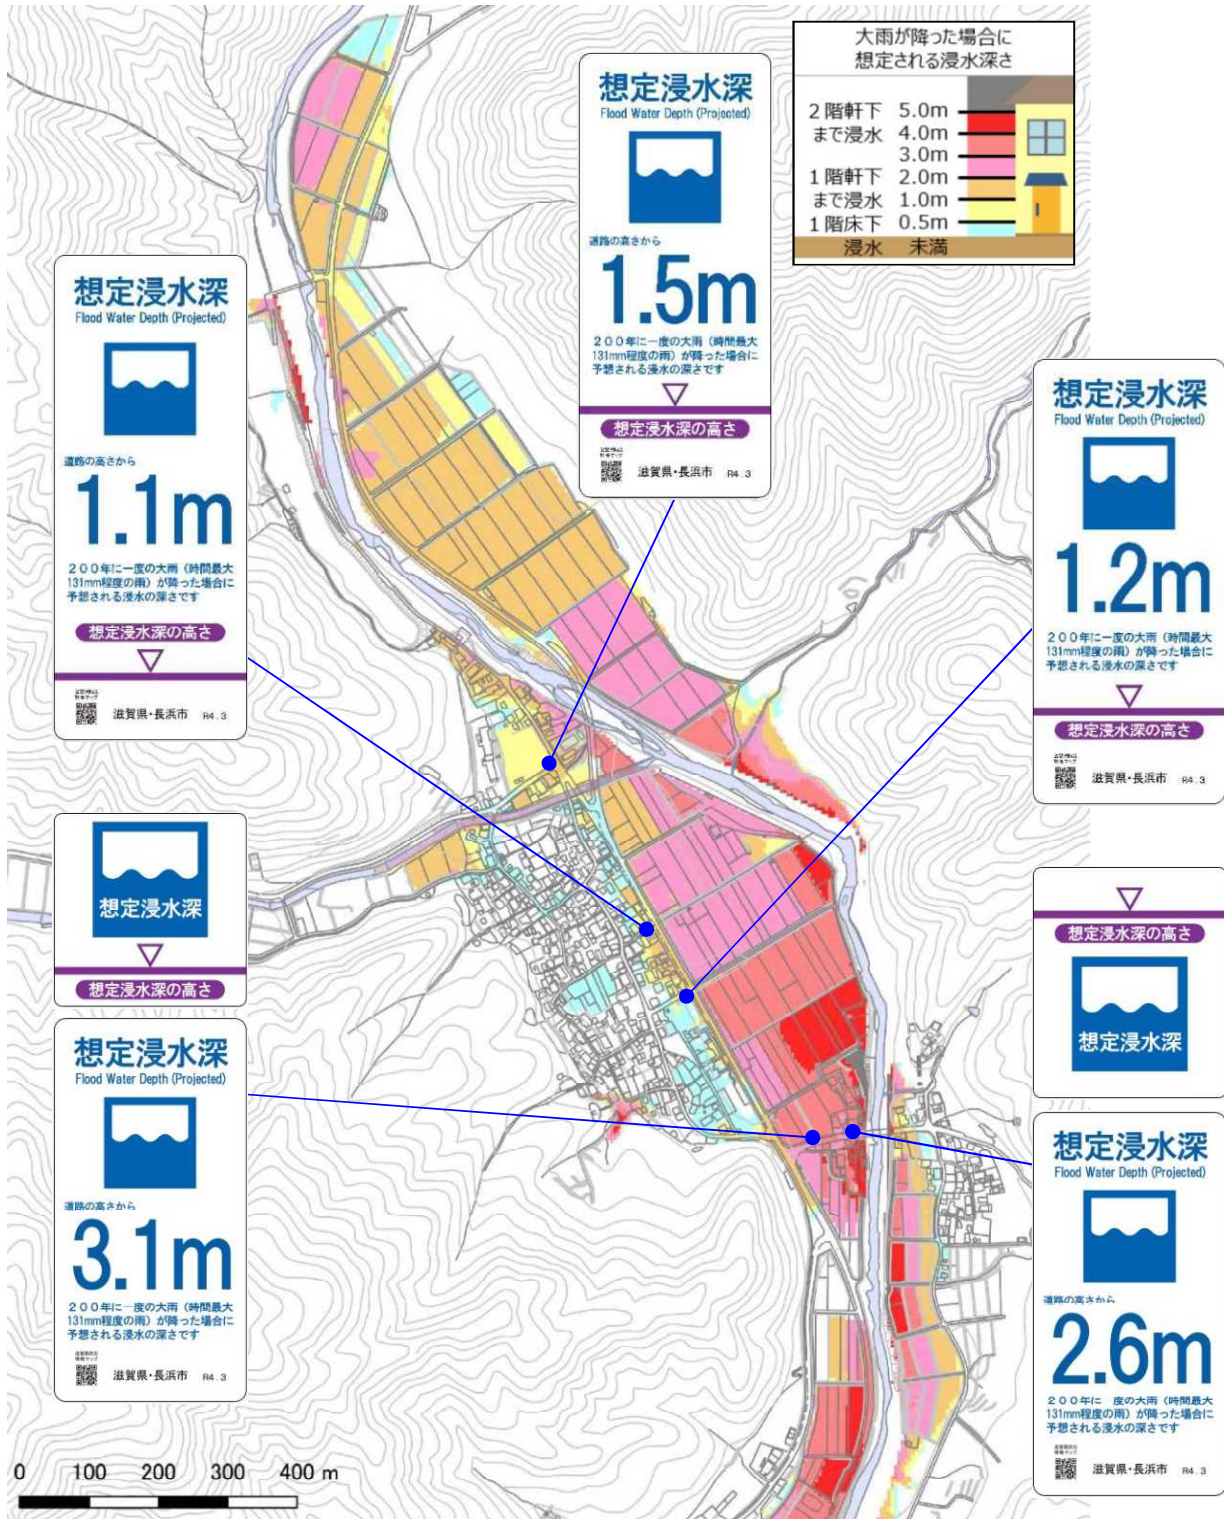 大雨が降った場合に
想定される浸水深さ
2階軒下 5.0m
まで浸水 4.0m
3.0m
1階軒下 2.0m
まで浸水 1.0m
1階床下 0.5m
浸水 未満
想定浸水深
Flood Water Depth (Projected)
道路の高さから
1.5m
200年に一度の大雨(時間最大
131mm程度の雨)が降った場合に
予想される浸水の深さです
想定浸水深の高さ
滋賀県・長浜市 R4.3
想定浸水深
Flood Water Depth (Projected)
道路の高さから
1.1m
200年に一度の大雨(時間最大
131mm程度の雨)が降った場合に
予想される浸水の深さです
想定浸水深の高さ
滋賀県・長浜市 R4.3
想定浸水深
Flood Water Depth (Projected)
1.2m
200年に一度の大雨(時間最大
131mm程度の雨)が降った場合に
予想される浸水の深さです
想定浸水深の高さ
滋賀県・長浜市 R4.3
想定浸水深
想定浸水深の高さ
想定浸水深
Flood Water Depth (Projected)
道路の高さから
3.1m
200年に一度の大雨(時間最大
131mm程度の雨)が降った場合に
予想される浸水の深さです
滋賀県・長浜市 R4.3
想定浸水深の高さ
想定浸水深
想定浸水深
Flood Water Depth (Projected)
道路の高さから
2.6m
200年に 度の大雨(時間最大
131mm程度の雨)が降った場合に
予想される浸水の深さです
滋賀県・長浜市 R4.3
0 100 200 300 400 m